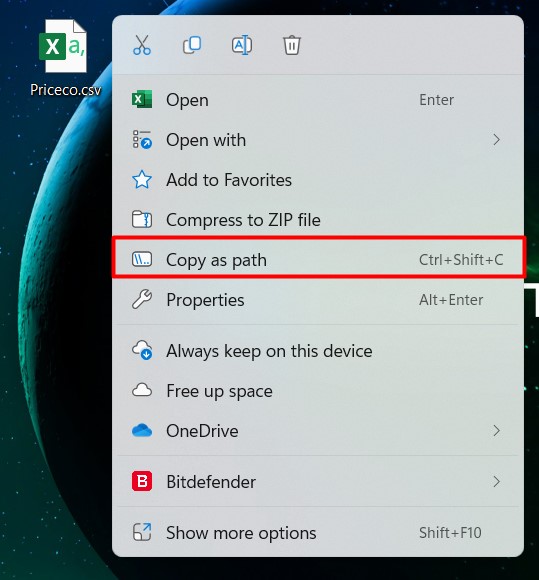 Priceco.csv
Open Enter
Open with
Add to Favorites
Compress to ZIP file
Copy as path Ctrl+Shift+C
Properties Alt+Enter
Always keep on this device
Free up space
OneDrive
Bitdefender
Show more options Shift+F10